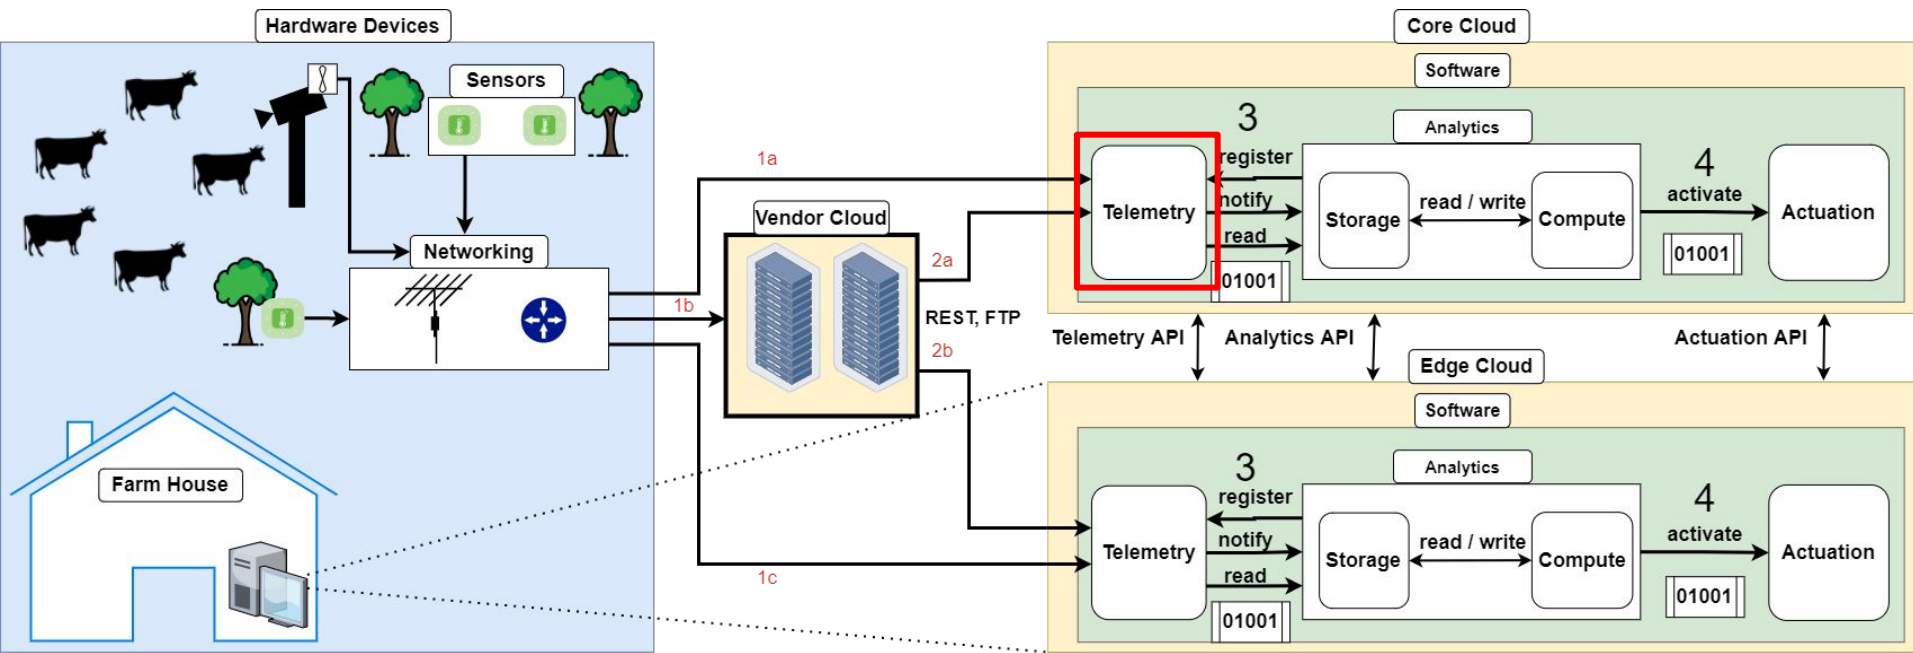 Hardware Devices
Sensors
Networking
Farm House
1a
1b
1c
Vendor Cloud
2a
REST, FTP
2b
Core Cloud
Software
3
Analytics
register
notify
read
01001
Telemetry
Storage
read / write
Compute
4
activate
01001
Actuation
Telemetry API
Analytics API
Actuation API
Edge Cloud
Software
3
Analytics
register
notify
read
01001
Telemetry
Storage
read / write
Compute
4
activate
01001
Actuation